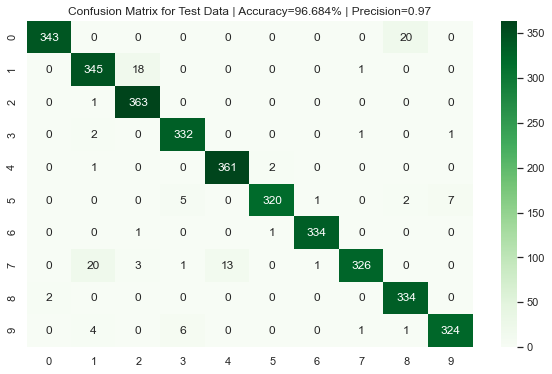 Confusion Matrix for Test Data | Accuracy=96.684% | Precision=0.97
0 343 0 0 0 0 0 0 0 20 0
1 0 345 18 0 0 0 0 1 0 0
2 0 1 363 0 0 0 0 0 0 0
3 0 2 0 332 0 0 0 1 0 1
4 0 1 0 0 361 2 0 0 0 0
5 0 0 0 5 0 320 1 0 2 7
6 0 0 1 0 0 1 334 0 0 0
7 0 20 3 1 13 0 1 326 0 0
8 2 0 0 0 0 0 0 0 334 0
9 0 4 0 6 0 0 0 1 1 324
0 1 2 3 4 5 6 7 8 9
350
300
250
200
150
100
50
0